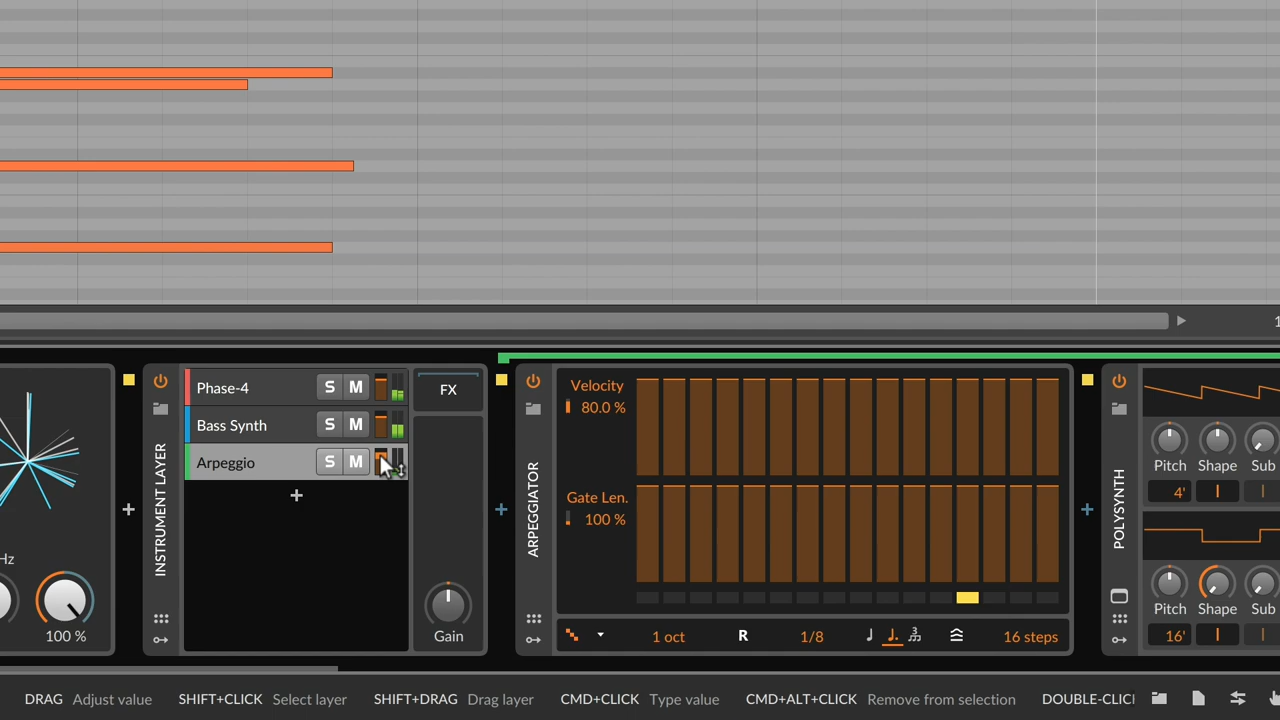 Hz
100 %
INSTRUMENT LAYER
Phase-4 S M
Bass Synth S M
Arpeggio S M
+
+
FX
Gain
+
ARPEGGIATOR
Velocity
80.0 %
Gate Len.
100 %
1 oct R 1/8 16 steps
+
POLYSYNTH
Pitch Shape Sub
4'
Pitch Shape Sub
16'
DRAG Adjust value SHIFT+CLICK Select layer SHIFT+DRAG Drag layer CMD+CLICK Type value CMD+ALT+CLICK Remove from selection DOUBLE-CLIC